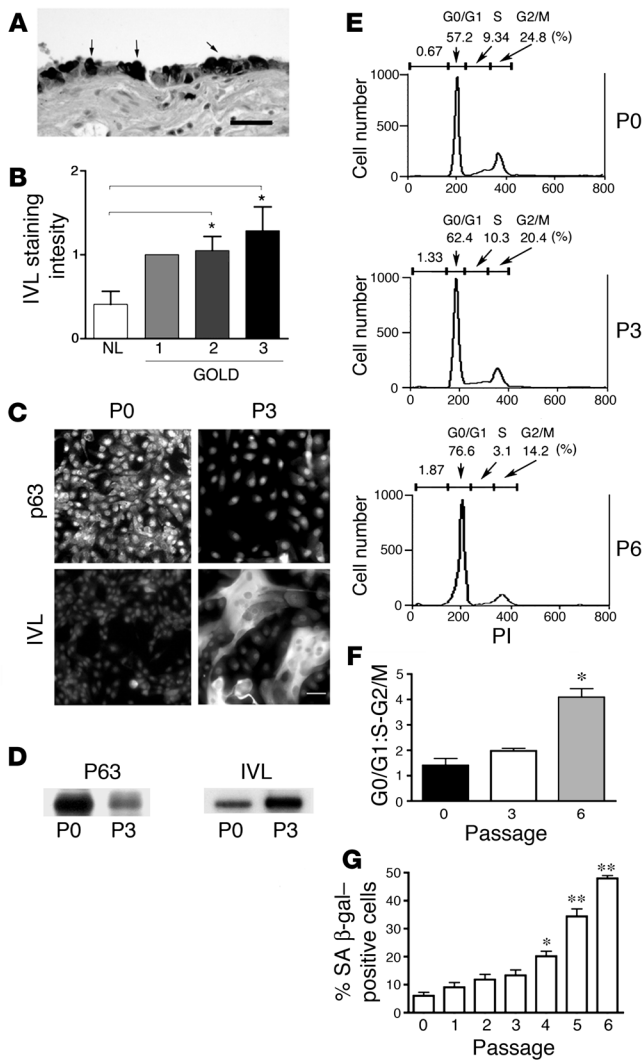 A
B
IVL staining
intesity
2
1
0
*
*
NL
1
2
3
GOLD
C
P0
P3
p63
IVL
D
P63
IVL
P0
P3
P0
P3
E
G0/G1 S G2/M
0.67 57.2 9.34 24.8 (%)
Cell number
1000
500
0
0 200 400 600 800
P0
G0/G1 S G2/M
1.33 62.4 10.3 20.4 (%)
Cell number
1000
500
0
0 200 400 600 800
P3
G0/G1 S G2/M
1.87 76.6 3.1 14.2 (%)
Cell number
1000
500
0
0 200 400 600 800
PI
P6
F
G0/G1:S-G2/M
5
4
3
2
1
0
*
0 3 6
Passage
G
% SA β-gal–
positive cells
50
40
30
20
10
0
*
**
**
0 1 2 3 4 5 6
Passage